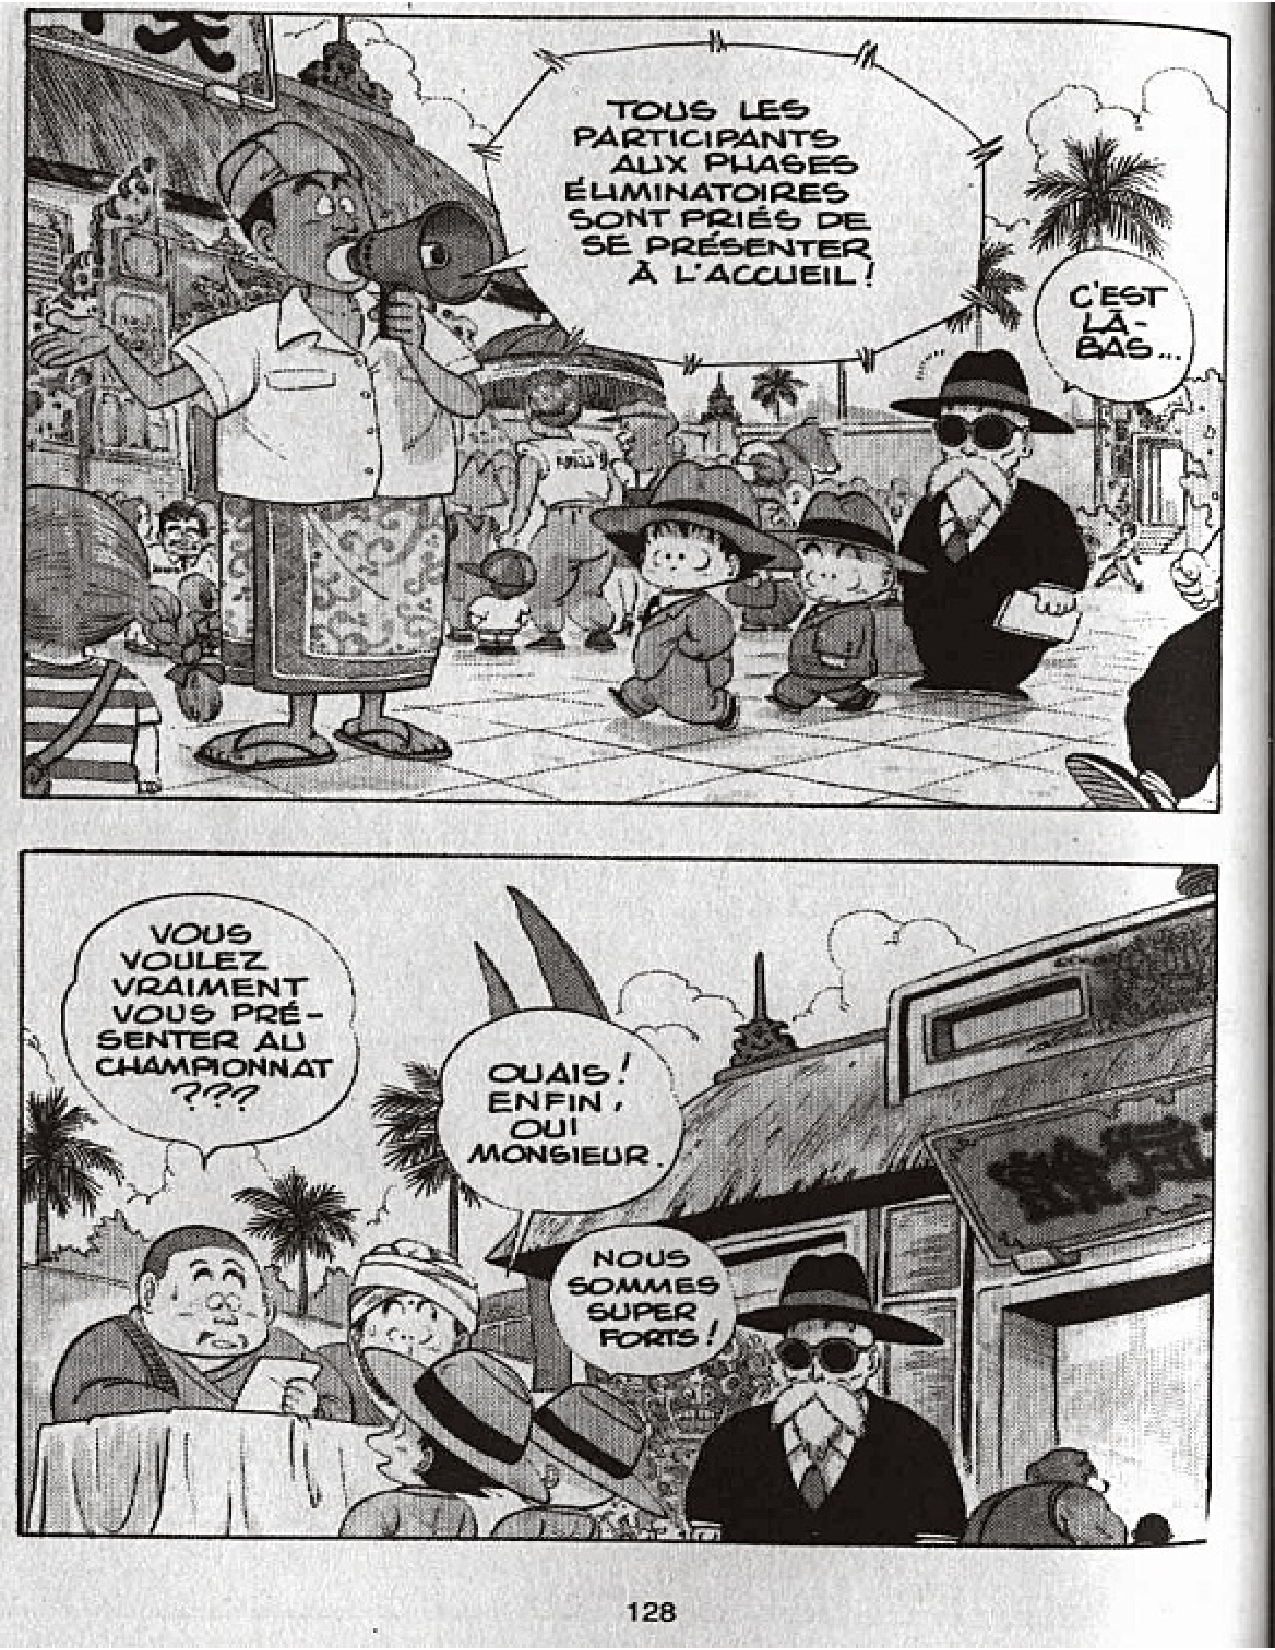 TOUS LES
PARTICIPANTS
AUX PHASES
ÉLIMINATOIRES
SONT PRIÉS DE
SE PRÉSENTER
À L'ACCUEIL !
C'EST
LÀ-
BAS...
VOUS
VOULEZ
VRAIMENT
VOUS PRÉ-
SENTER AU
CHAMPIONNAT
???
OUAIS !
ENFIN,
OUI
MONSIEUR.
NOUS
SOMMES
SUPER
FORTS !
128